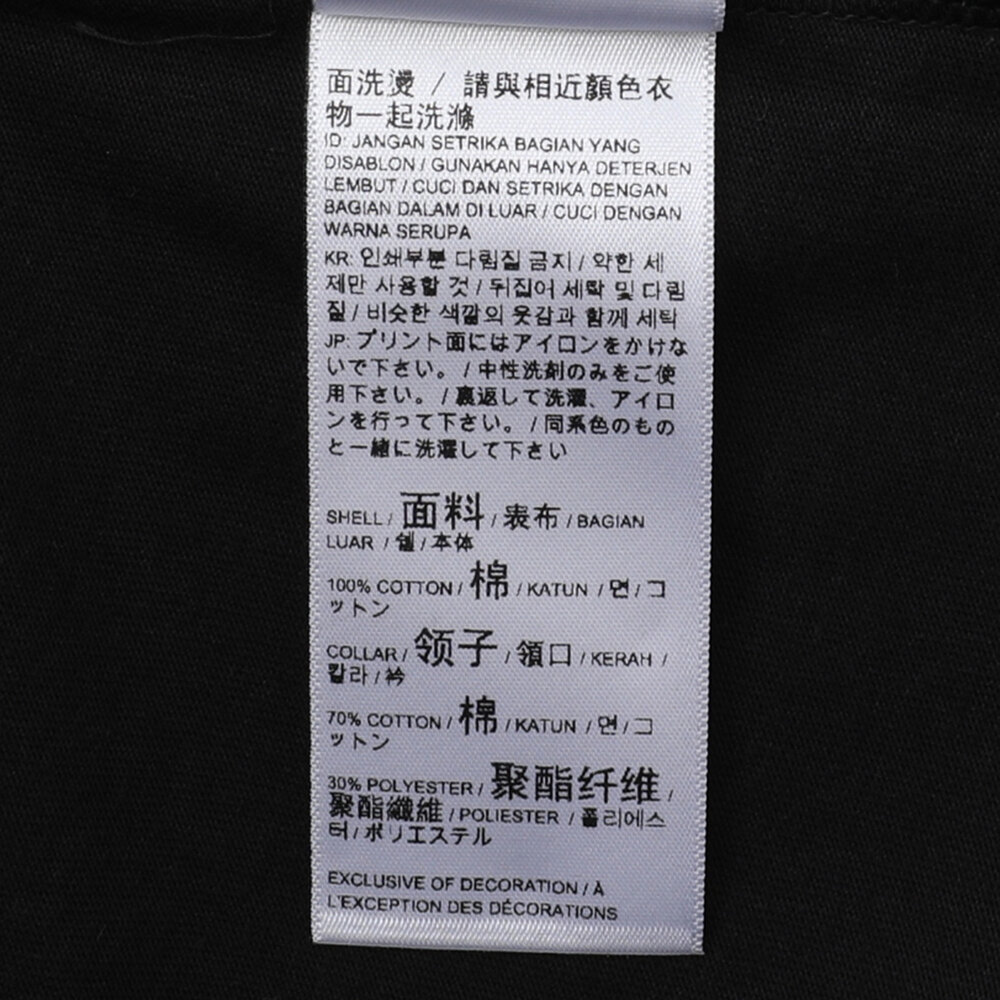 面洗燙 / 請與相近顏色衣
物一起洗滌
ID: JANGAN SETRIKA BAGIAN YANG
DISABLON / GUNAKAN HANYA DETERJEN
LEMBUT / CUCI DAN SETRIKA DENGAN
BAGIAN DALAM DI LUAR / CUCI DENGAN
WARNA SERUPA
KR: 인쇄부분 다림질 금지 / 약한 세
제만 사용할 것 / 뒤집어 세탁 및 다림
질 / 비슷한 색깔의 옷감과 함께 세탁
JP: プリント面にはアイロンをかけな
いで下さい。 / 中性洗剤のみをご使
用下さい。 / 裏返して洗濯、アイロ
ンを行って下さい。 / 同系色のもの
と一緒に洗濯して下さい
SHELL / 面料 / 表布 / BAGIAN
LUAR / 쉘 / 本体
100% COTTON / 棉 / KATUN / 면 / コ
ットン
COLLAR / 领子 / 領口 / KERAH /
칼라 / 衿
70% COTTON / 棉 / KATUN / 면 / コ
ットン
30% POLYESTER / 聚酯纤维 /
聚酯纖維 / POLIESTER / 폴리에스
터 / ポリエステル
EXCLUSIVE OF DECORATION / À
L'EXCEPTION DES DÉCORATIONS